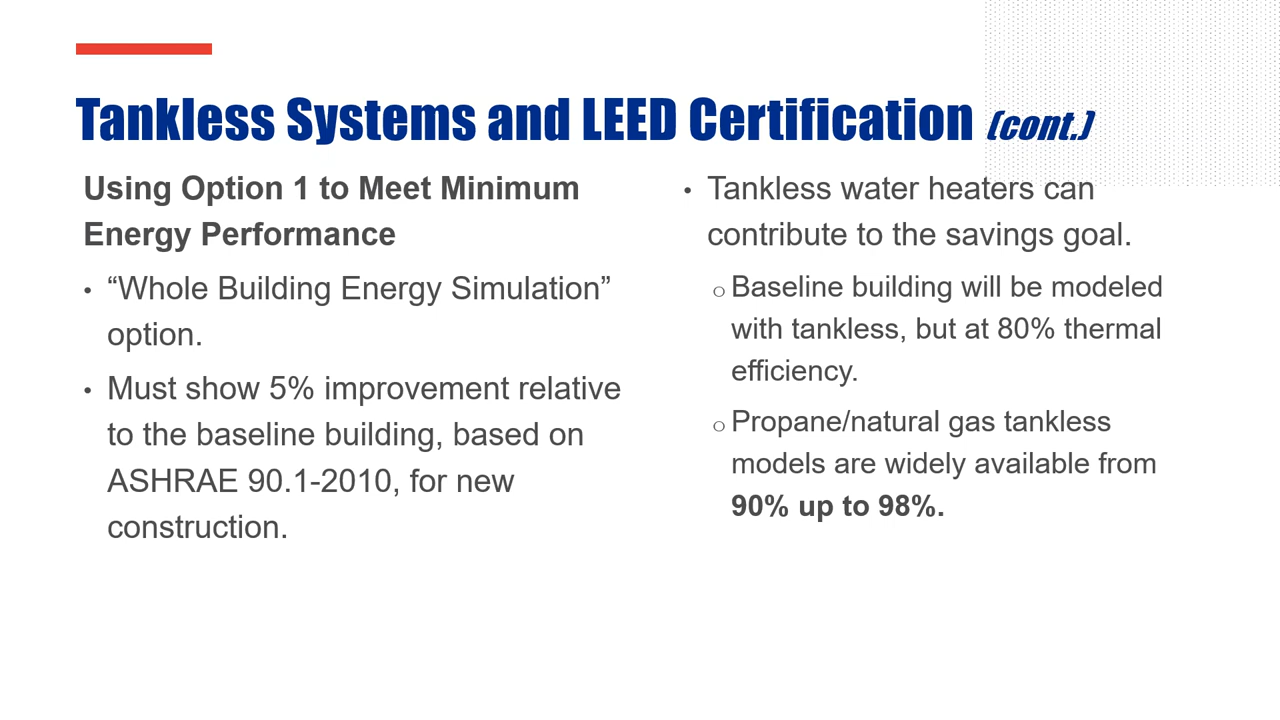 Tankless Systems and LEED Certification (cont.)
Using Option 1 to Meet Minimum
Energy Performance
• “Whole Building Energy Simulation”
option.
• Must show 5% improvement relative
to the baseline building, based on
ASHRAE 90.1-2010, for new
construction.
• Tankless water heaters can
contribute to the savings goal.
○ Baseline building will be modeled
with tankless, but at 80% thermal
efficiency.
○ Propane/natural gas tankless
models are widely available from
90% up to 98%.